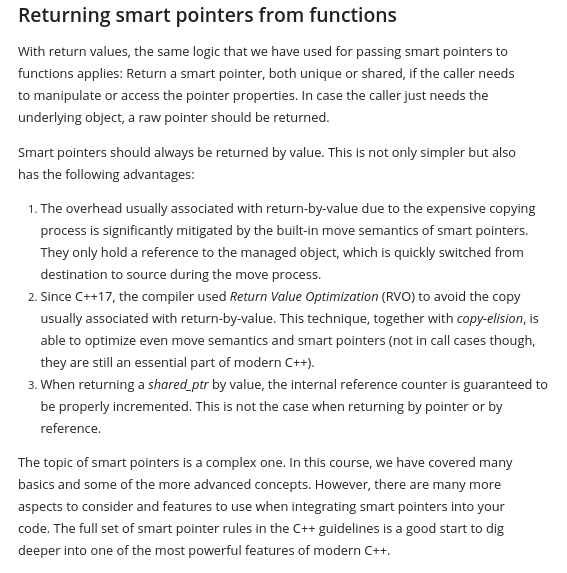 Returning smart pointers from functions
With return values, the same logic that we have used for passing smart pointers to
functions applies: Return a smart pointer, both unique or shared, if the caller needs
to manipulate or access the pointer properties. In case the caller just needs the
underlying object, a raw pointer should be returned.
Smart pointers should always be returned by value. This is not only simpler but also
has the following advantages:
1. The overhead usually associated with return-by-value due to the expensive copying
process is significantly mitigated by the built-in move semantics of smart pointers.
They only hold a reference to the managed object, which is quickly switched from
destination to source during the move process.
2. Since C++17, the compiler used Return Value Optimization (RVO) to avoid the copy
usually associated with return-by-value. This technique, together with copy-elision, is
able to optimize even move semantics and smart pointers (not in call cases though,
they are still an essential part of modern C++).
3. When returning a shared_ptr by value, the internal reference counter is guaranteed to
be properly incremented. This is not the case when returning by pointer or by
reference.
The topic of smart pointers is a complex one. In this course, we have covered many
basics and some of the more advanced concepts. However, there are many more
aspects to consider and features to use when integrating smart pointers into your
code. The full set of smart pointer rules in the C++ guidelines is a good start to dig
deeper into one of the most powerful features of modern C++.